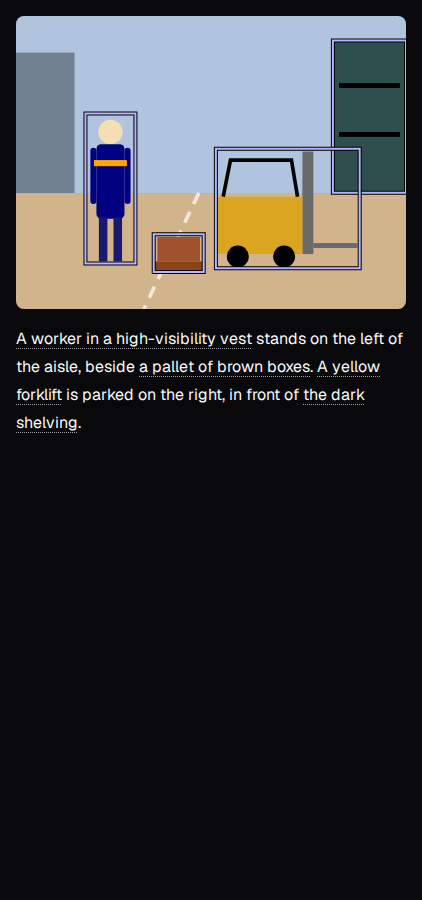 A worker in a high-visibility vest stands on the left of
the aisle, beside a pallet of brown boxes. A yellow
forklift is parked on the right, in front of the dark
shelving.